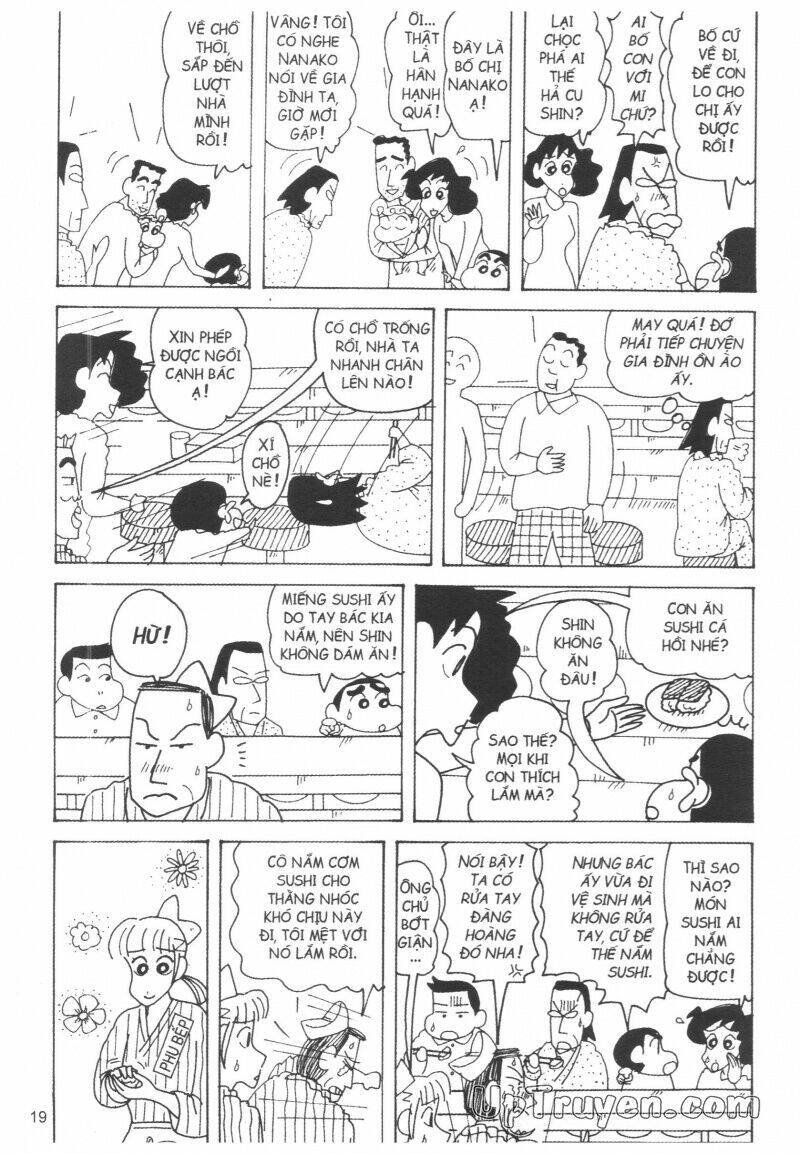 BỐ CỨ
VỀ ĐI,
ĐỂ CON
LO CHO
CHỊ ẤY
ĐƯỢC
RỒI!
AI
BỐ
CON
VỚI
MI
CHỨ?
LẠI
CHỌC
PHÁ AI
THẾ
HẢ CU
SHIN?
ĐÂY LÀ
BỐ CHỊ
NANAKO
Ạ!
ÔI...
THẬT
LÀ
HÂN
HẠNH
QUÁ!
VÂNG! TÔI
CÓ NGHE
NANAKO
NÓI VỀ GIA
ĐÌNH TA,
GIỜ MỚI
GẶP!
VỀ CHỖ
THÔI,
SẮP ĐẾN
LƯỢT
NHÀ
MÌNH
RỒI!
MAY QUÁ! ĐỠ
PHẢI TIẾP CHUYỆN
GIA ĐÌNH ỒN ÀO
ẤY.
CÓ CHỖ TRỐNG
RỒI, NHÀ TA
NHANH CHÂN
LÊN NÀO!
XIN PHÉP
ĐƯỢC NGỒI
CẠNH BÁC
Ạ!
XÍ
CHỖ
NÈ!
CON ĂN
SUSHI CÁ
HỒI NHÉ?
SHIN
KHÔNG
ĂN
ĐÂU!
SAO THẾ?
MỌI KHI
CON THÍCH
LẮM MÀ?
MIẾNG SUSHI ẤY
DO TAY BÁC KIA
NẮM, NÊN SHIN
KHÔNG DÁM ĂN!
HỪ!
THÌ SAO
NÀO?
MÓN
SUSHI AI
NẮM
CHẲNG
ĐƯỢC!
NHƯNG BÁC
ẤY VỪA ĐI
VỆ SINH MÀ
KHÔNG RỬA
TAY, CỨ ĐỂ
THẾ NẮM
SUSHI.
NÓI BẬY!
TA CÓ
RỬA TAY
ĐÀNG
HOÀNG
ĐÓ NHA!
ÔNG
CHỦ
BỚT
GIẬN
...
CÔ NẮM CƠM
SUSHI CHO
THẰNG NHÓC
KHÓ CHỊU NÀY
ĐI, TÔI MỆT VỚI
NÓ LẮM RỒI.
PHỤ BẾP
UpTruyen.com
19